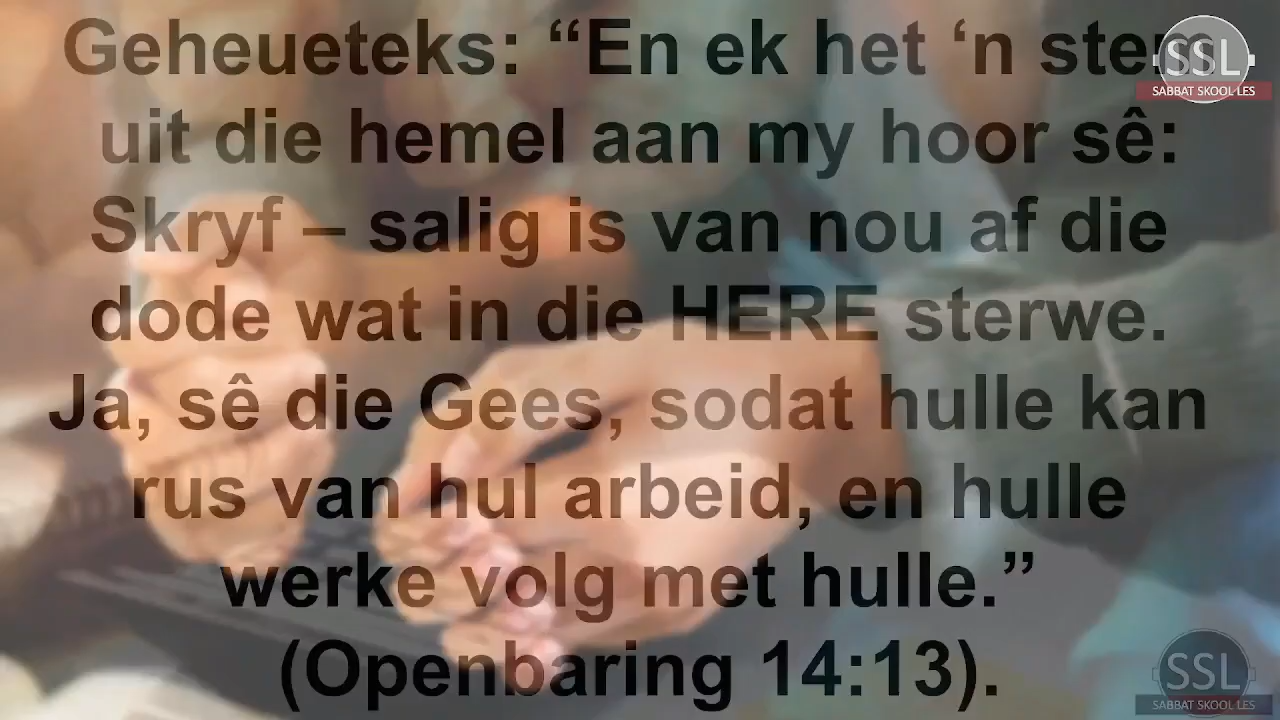 Geheueteks: “En ek het ‘n stem
uit die hemel aan my hoor sê:
Skryf – salig is van nou af die
dode wat in die HERE sterwe.
Ja, sê die Gees, sodat hulle kan
rus van hul arbeid, en hulle
werke volg met hulle.”
(Openbaring 14:13).
SSL
SABBAT SKOOL LES
SSL
SABBAT SKOOL LES